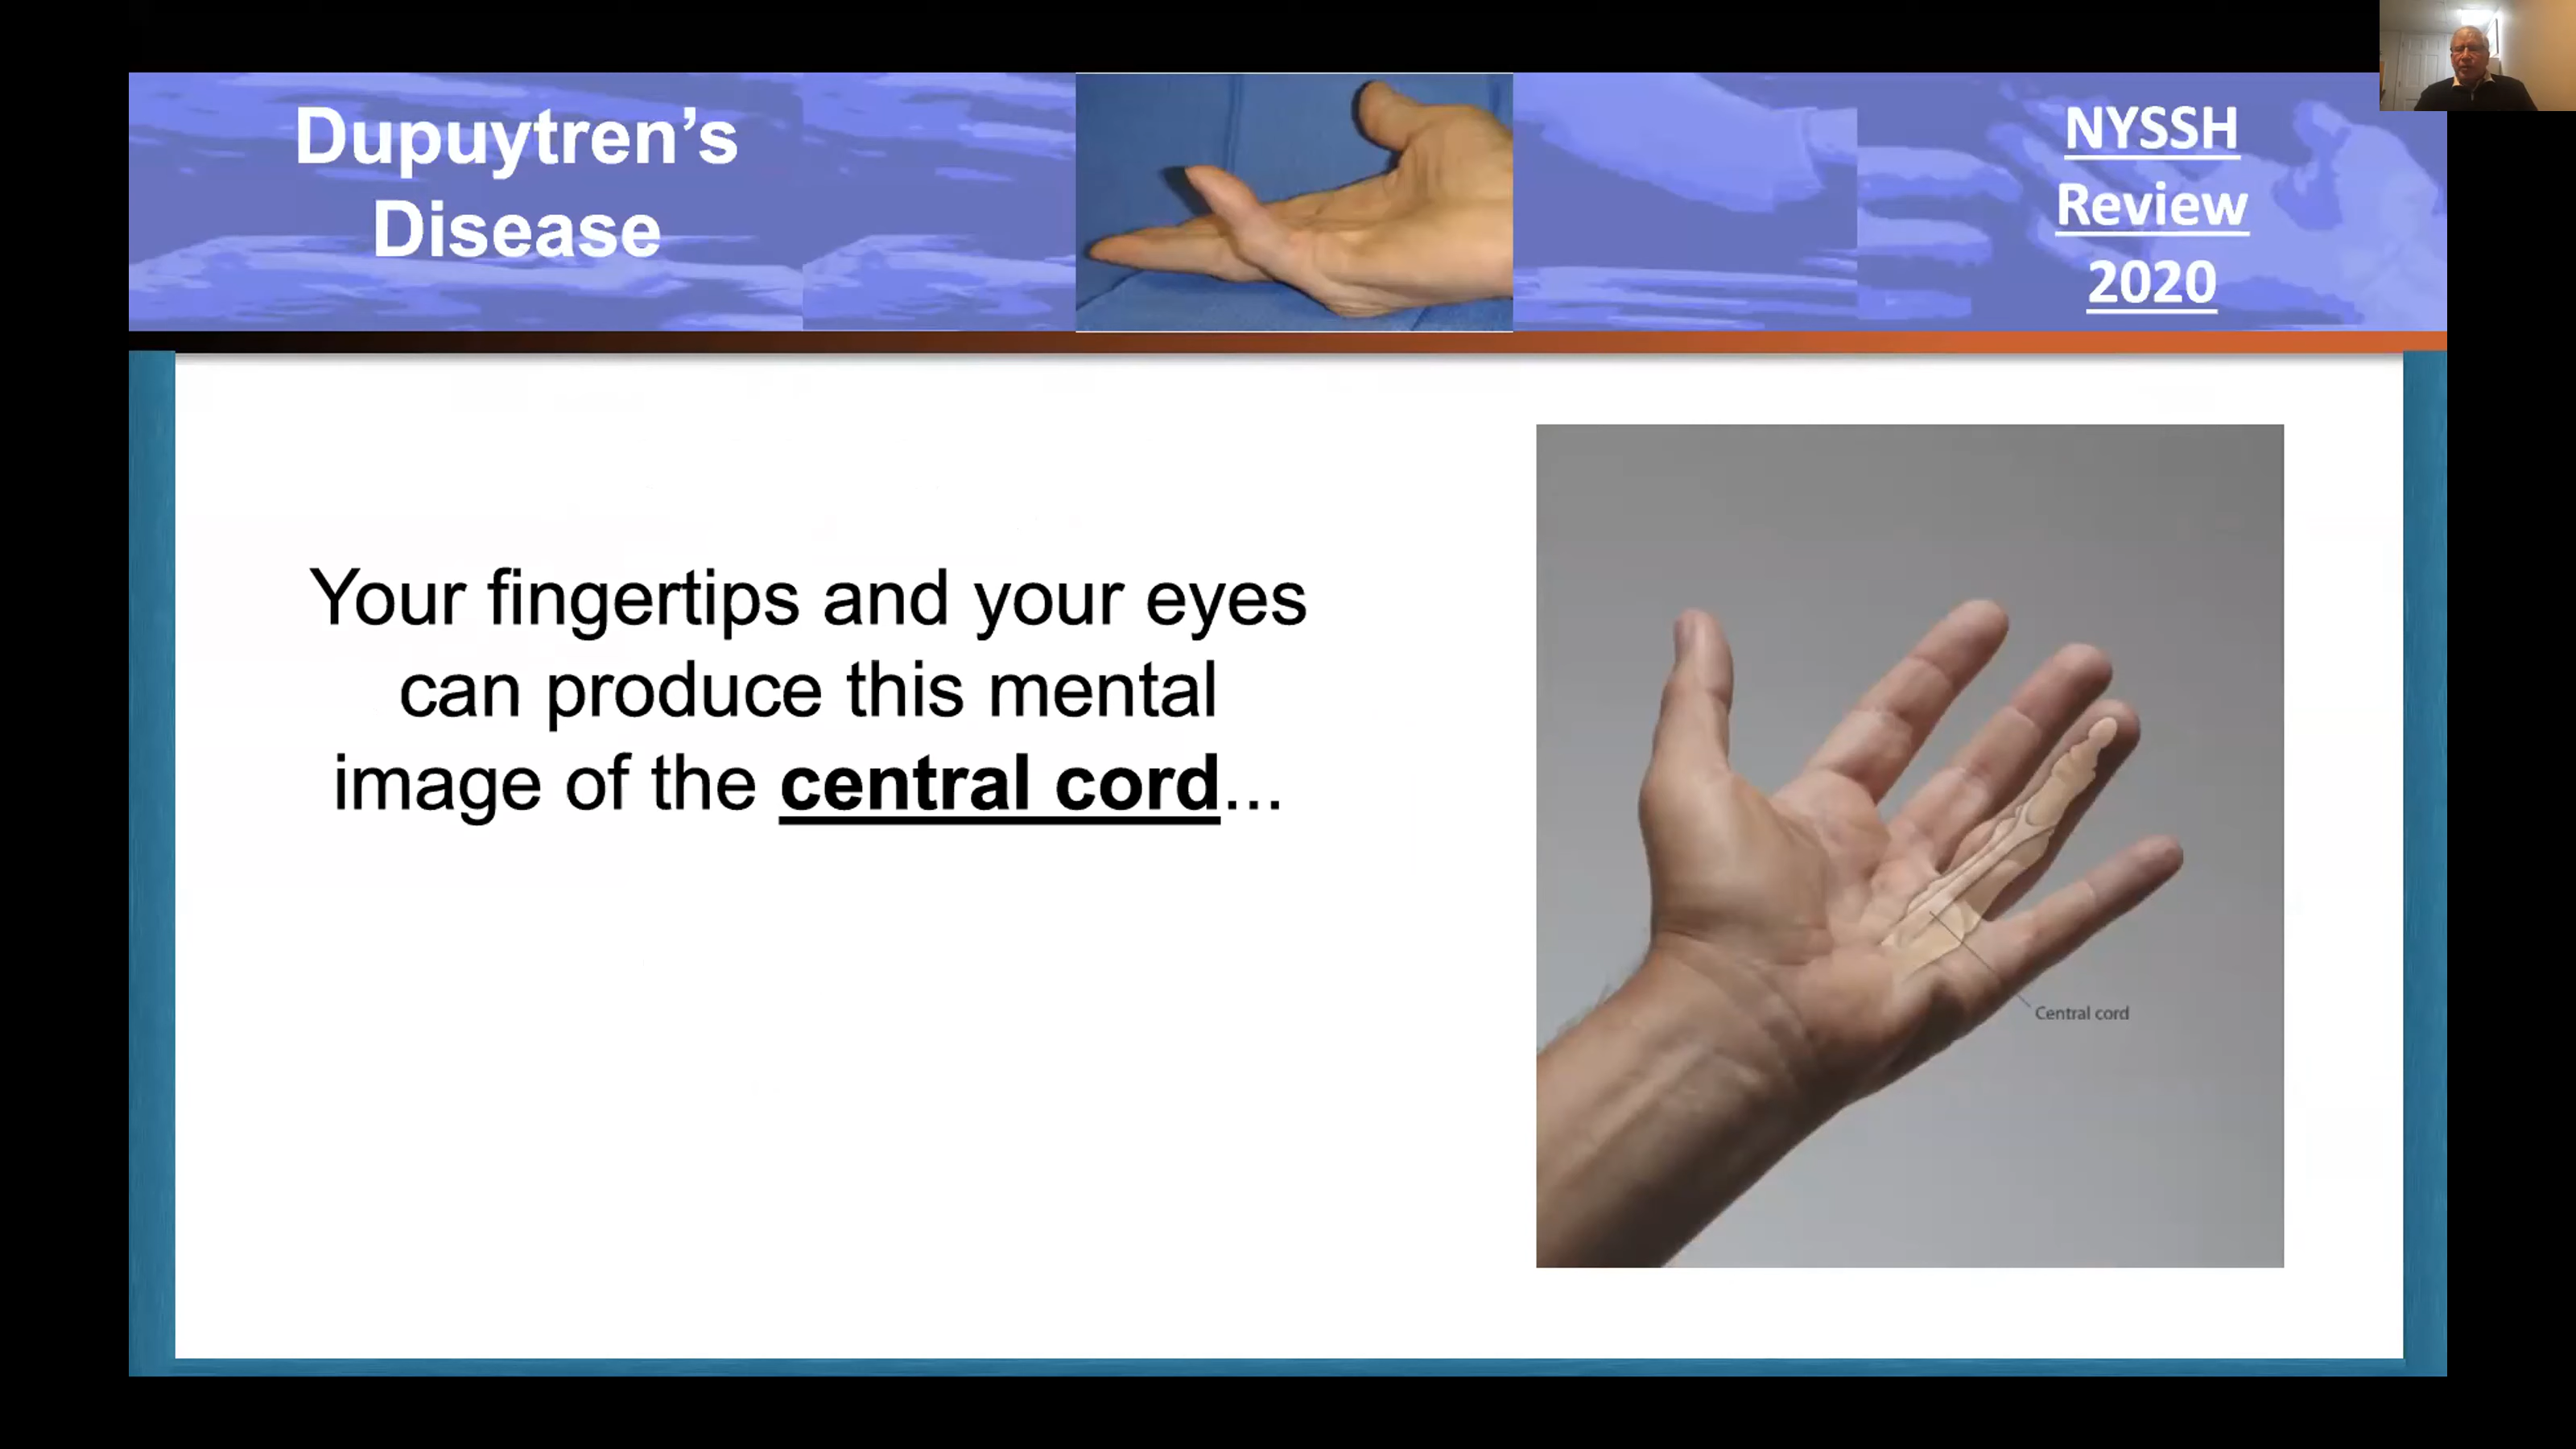 Dupuytren’s
Disease
NYSSH
Review
2020
Your fingertips and your eyes
can produce this mental
image of the central cord...
Central cord